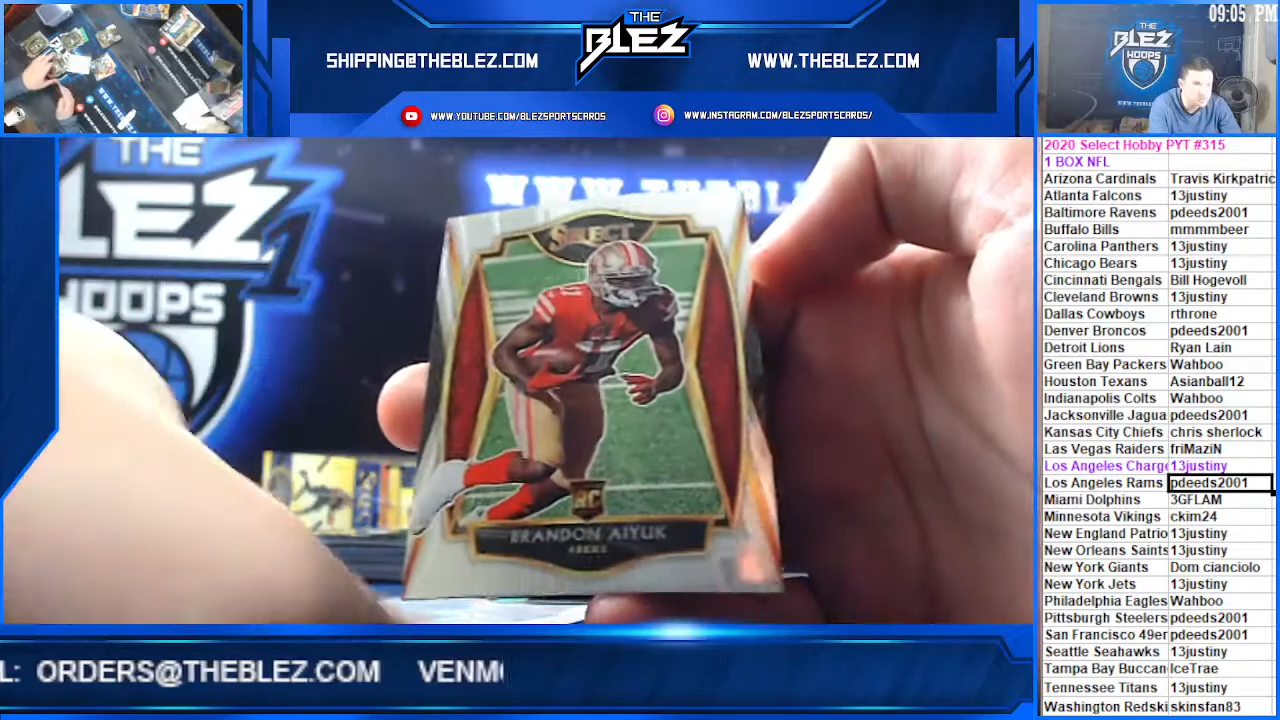 THE
BLEZ
SHIPPING@THEBLEZ.COM
WWW.THEBLEZ.COM
WWW.YOUTUBE.COM/BLEZSPORTSCARDS
WWW.INSTAGRAM.COM/BLEZSPORTSCARDS/
09:05 PM
THE
BLEZ
HOOPS
THE
LEZ
HOOPS
WWW.THEBLE
SELECT
RC
BRANDON AIYUK
49ERS
2020 Select Hobby PYT #315
1 BOX NFL
Arizona Cardinals Travis Kirkpatric
Atlanta Falcons 13justiny
Baltimore Ravens pdeeds2001
Buffalo Bills mmmmbeer
Carolina Panthers 13justiny
Chicago Bears 13justiny
Cincinnati Bengals Bill Hogevoll
Cleveland Browns 13justiny
Dallas Cowboys rthrone
Denver Broncos pdeeds2001
Detroit Lions Ryan Lain
Green Bay Packers Wahboo
Houston Texans Asianball12
Indianapolis Colts Wahboo
Jacksonville Jagua pdeeds2001
Kansas City Chiefs chris sherlock
Las Vegas Raiders friMaziN
Los Angeles Charge 13justiny
Los Angeles Rams pdeeds2001
Miami Dolphins 3GFLAM
Minnesota Vikings ckim24
New England Patrio 13justiny
New Orleans Saints 13justiny
New York Giants Dom cianciolo
New York Jets 13justiny
Philadelphia Eagles Wahboo
Pittsburgh Steelers pdeeds2001
San Francisco 49er pdeeds2001
Seattle Seahawks 13justiny
Tampa Bay Buccan IceTrae
Tennessee Titans 13justiny
Washington Redski skinsfan83
L: ORDERS@THEBLEZ.COM VENM